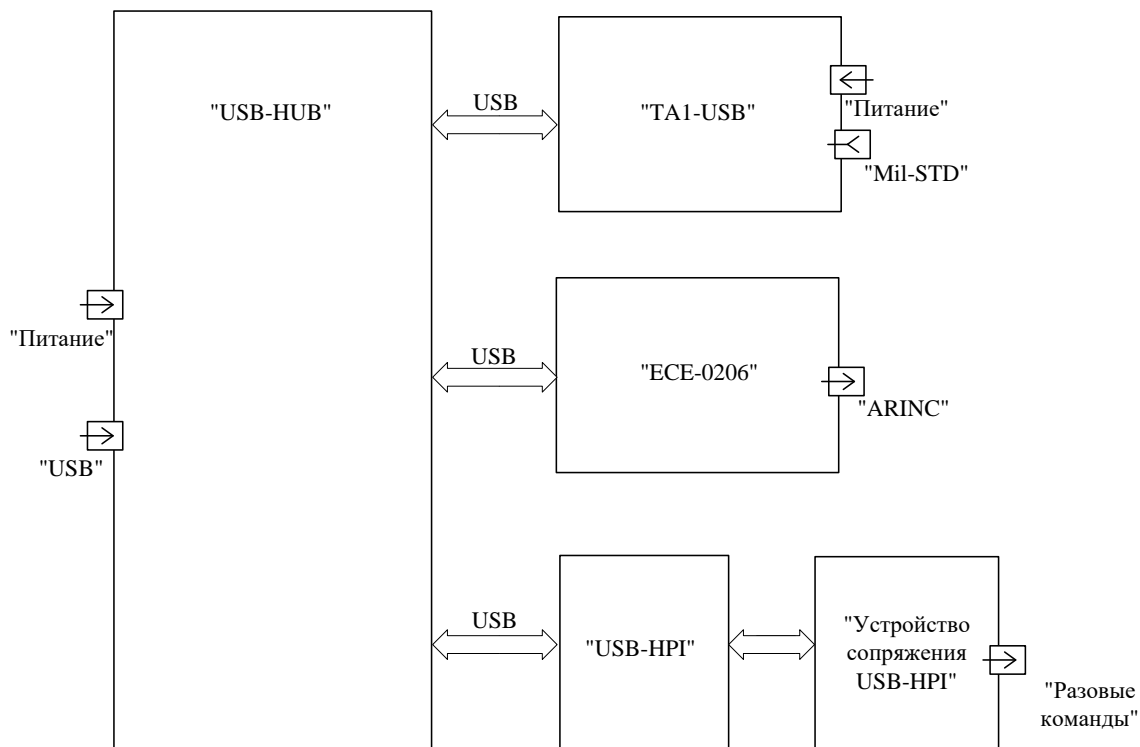 "USB-HUB"
USB
"TA1-USB"
"Питание"
"Mil-STD"
"Питание"
"USB"
USB
"ECE-0206"
"ARINC"
USB
"USB-HPI"
"Устройство
сопряжения
USB-HPI"
"Разовые
команды"